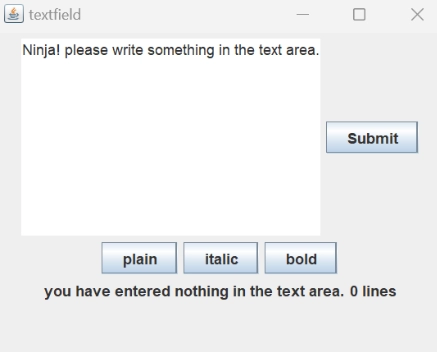 textfield
Ninja! please write something in the text area.
Submit
plain italic bold
you have entered nothing in the text area. 0 lines